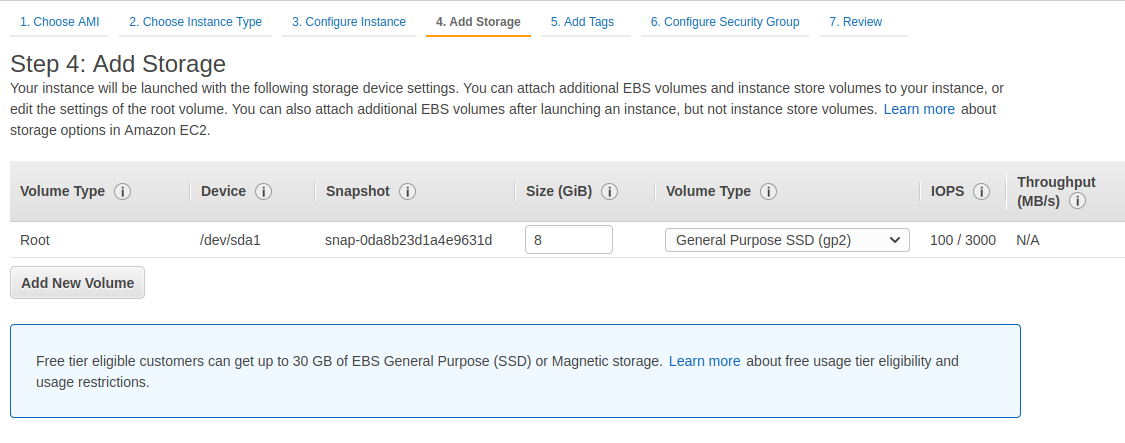 1. Choose AMI 2. Choose Instance Type 3. Configure Instance 4. Add Storage 5. Add Tags 6. Configure Security Group 7. Review
Step 4: Add Storage
Your instance will be launched with the following storage device settings. You can attach additional EBS volumes and instance store volumes to your instance, or
edit the settings of the root volume. You can also attach additional EBS volumes after launching an instance, but not instance store volumes. Learn more about
storage options in Amazon EC2.
Volume Type i Device i Snapshot i Size (GiB) i Volume Type i IOPS i Throughput (MB/s) i
Root /dev/sda1 snap-0da8b23d1a4e9631d 8 General Purpose SSD (gp2) 100 / 3000 N/A
Add New Volume
Free tier eligible customers can get up to 30 GB of EBS General Purpose (SSD) or Magnetic storage. Learn more about free usage tier eligibility and
usage restrictions.